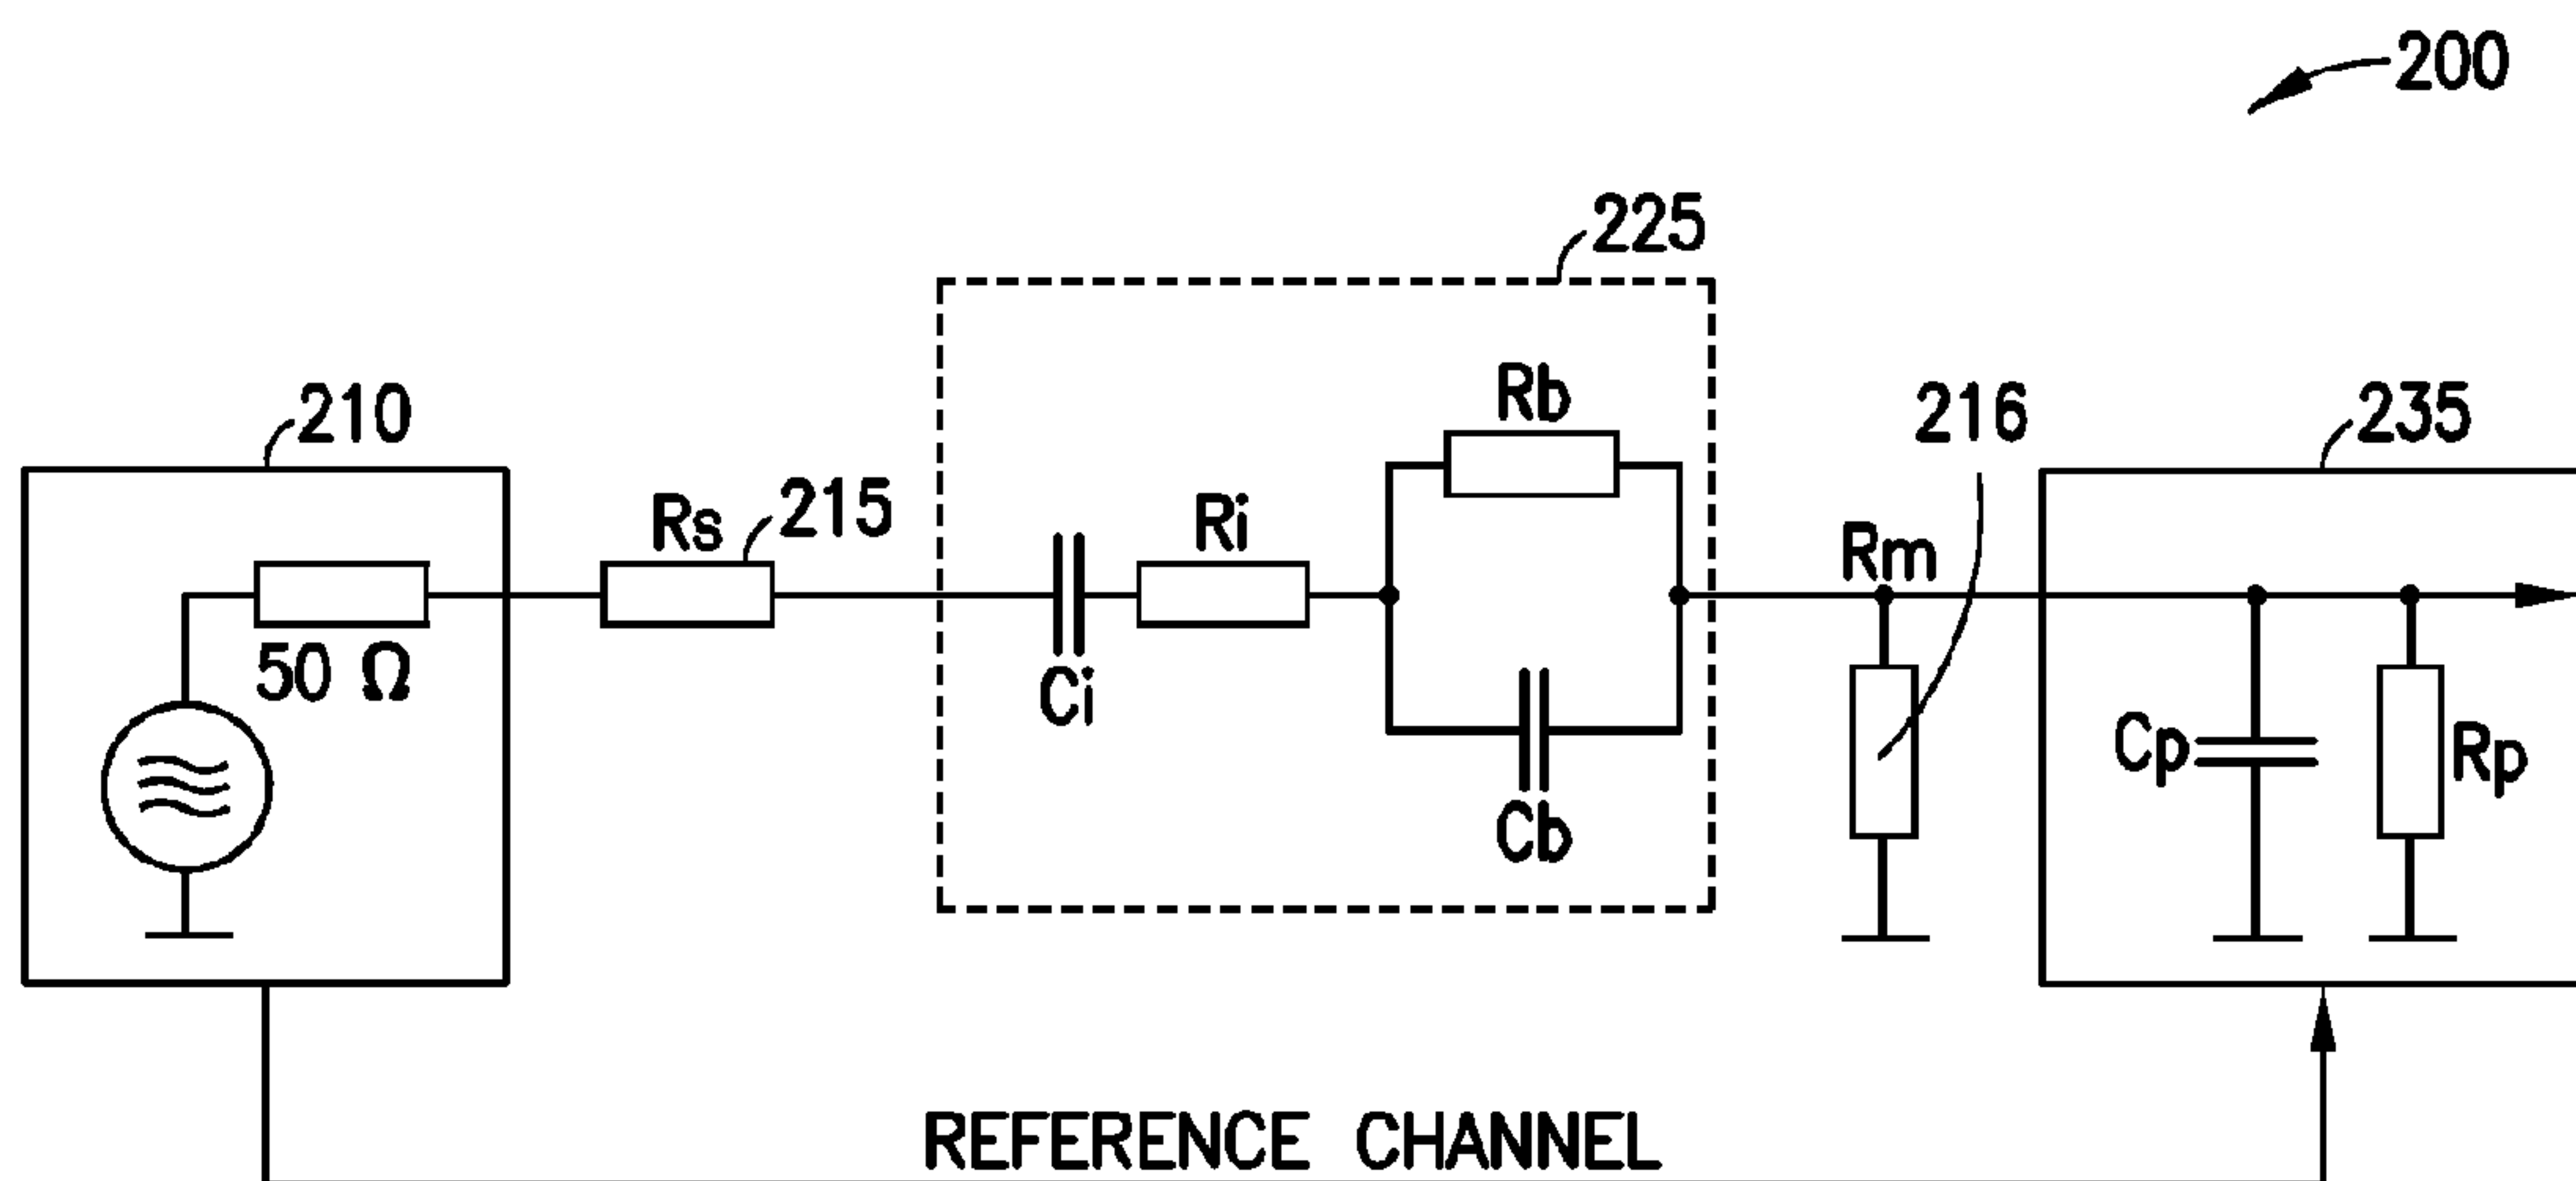 200
225
Rb
210
216
235
Rs
215
Ri
Rm
50 Ω
Ci
Cp
Rp
Cb
REFERENCE CHANNEL